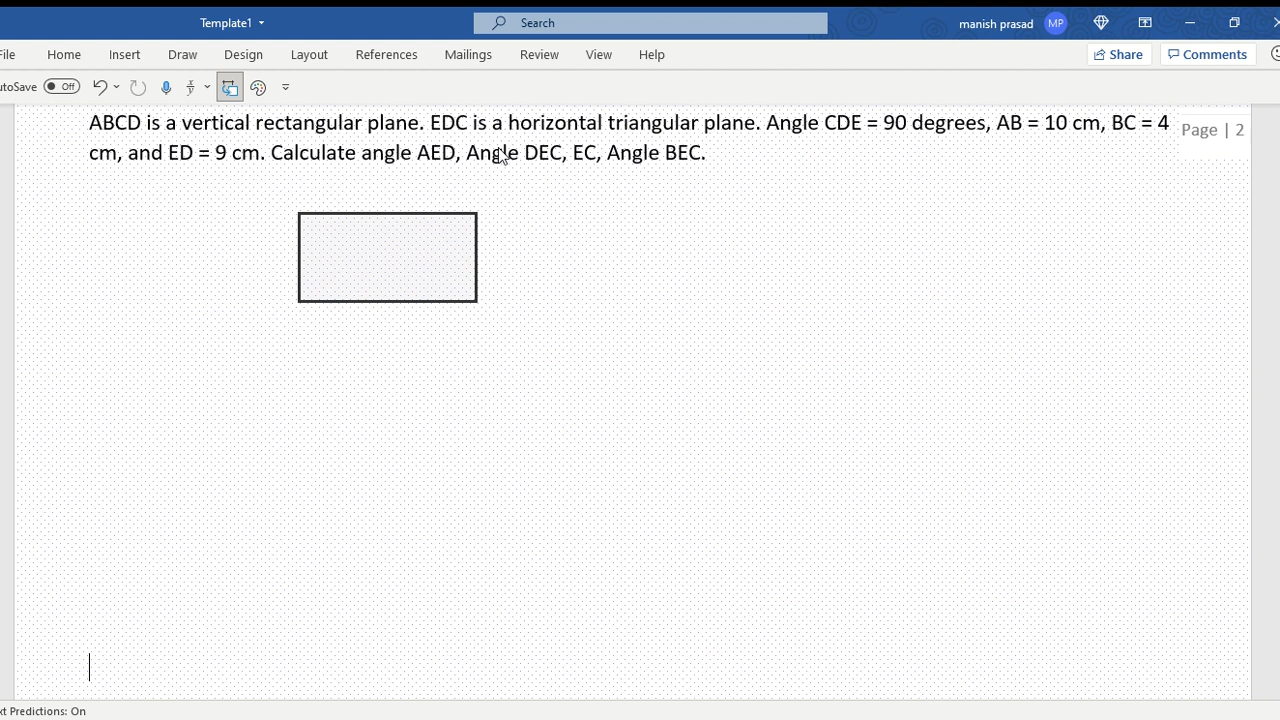 Template1
Search
manish prasad
MP
File Home Insert Draw Design Layout References Mailings Review View Help
Share Comments
utoSave Off
x/y
ABCD is a vertical rectangular plane. EDC is a horizontal triangular plane. Angle CDE = 90 degrees, AB = 10 cm, BC = 4
Page | 2
cm, and ED = 9 cm. Calculate angle AED, Angle DEC, EC, Angle BEC.
xt Predictions: On